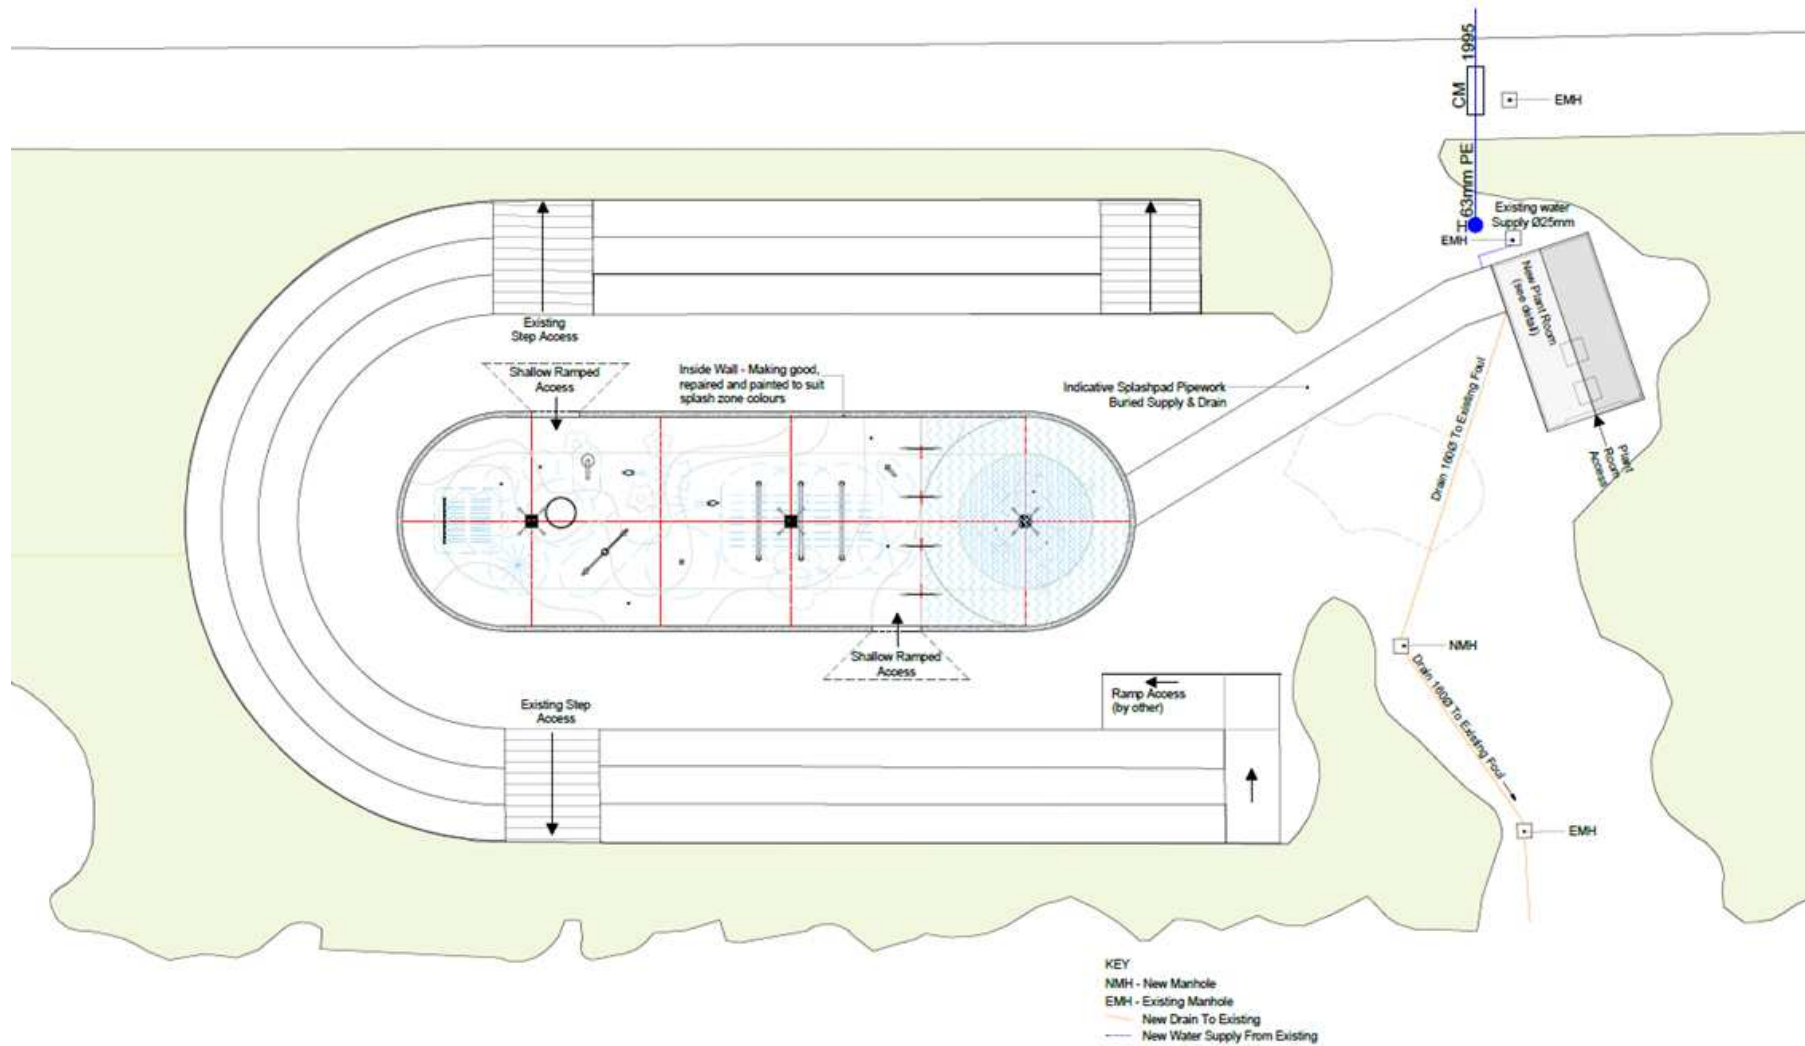 1995
CM
EMH
63mm PE
H
Existing water
Supply Ø25mm
EMH
New Plant Room
(see detail)
Existing
Step Access
Shallow Ramped
Access
Inside Wall - Making good,
repaired and painted to suit
splash zone colours
Indicative Splashpad Pipework
Buried Supply & Drain
Drain 160Ø To Existing Foul
Plant
Room
Access
Shallow Ramped
Access
NMH
Drain 160Ø To Existing Foul
Ramp Access
(by other)
Existing Step
Access
EMH
KEY
NMH - New Manhole
EMH - Existing Manhole
New Drain To Existing
New Water Supply From Existing